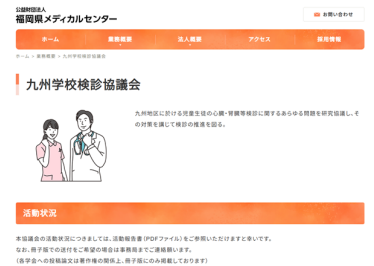 公益財団法人
福岡県メディカルセンター
お問い合わせ
ホーム
業務概要
法人概要
アクセス
採用情報
ホーム > 業務概要 > 九州学校検診協議会
九州学校検診協議会
九州地区に於ける児童生徒の心臓・腎臓等検診に関するあらゆる問題を研究協議し、そ
の対策を講じて検診の推進を図る。
活動状況
本協議会の活動状況につきましては、活動報告書（PDFファイル）をご参照いただけますと幸いです。
なお、冊子版での送付をご希望の場合は事務局までご連絡願います。
（各学会への投稿論文は著作権の関係上、冊子版にのみ掲載しております）